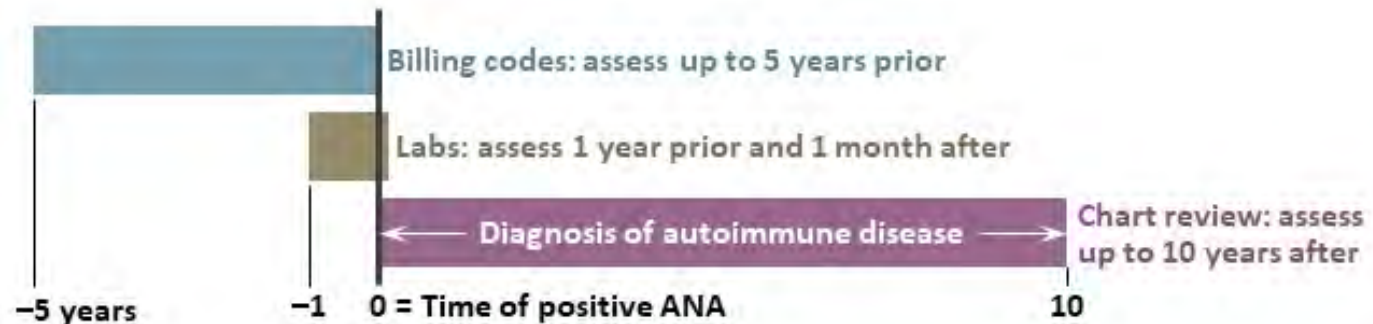 Billing codes: assess up to 5 years prior
Labs: assess 1 year prior and 1 month after
Diagnosis of autoimmune disease
Chart review: assess
up to 10 years after
–5 years
–1
0 = Time of positive ANA
10